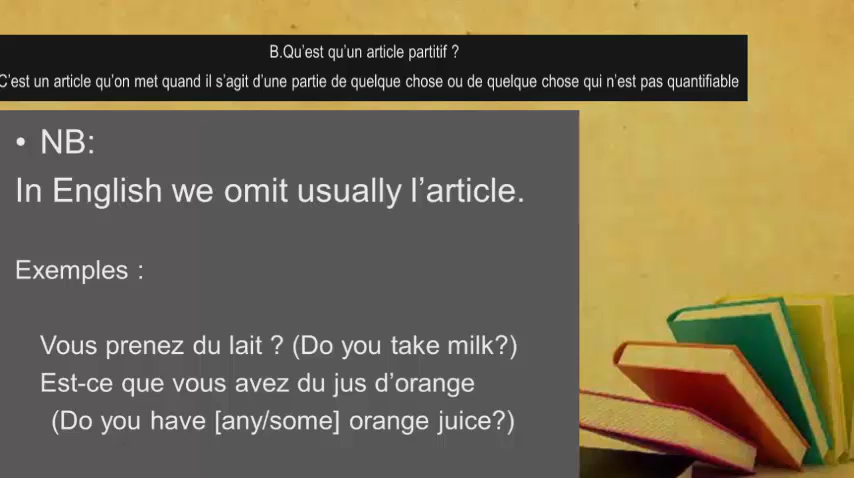 B.Qu’est qu’un article partitif ?
C’est un article qu’on met quand il s’agit d’une partie de quelque chose ou de quelque chose qui n’est pas quantifiable
• NB:
In English we omit usually l’article.
Exemples :
Vous prenez du lait ? (Do you take milk?)
Est-ce que vous avez du jus d’orange
(Do you have [any/some] orange juice?)